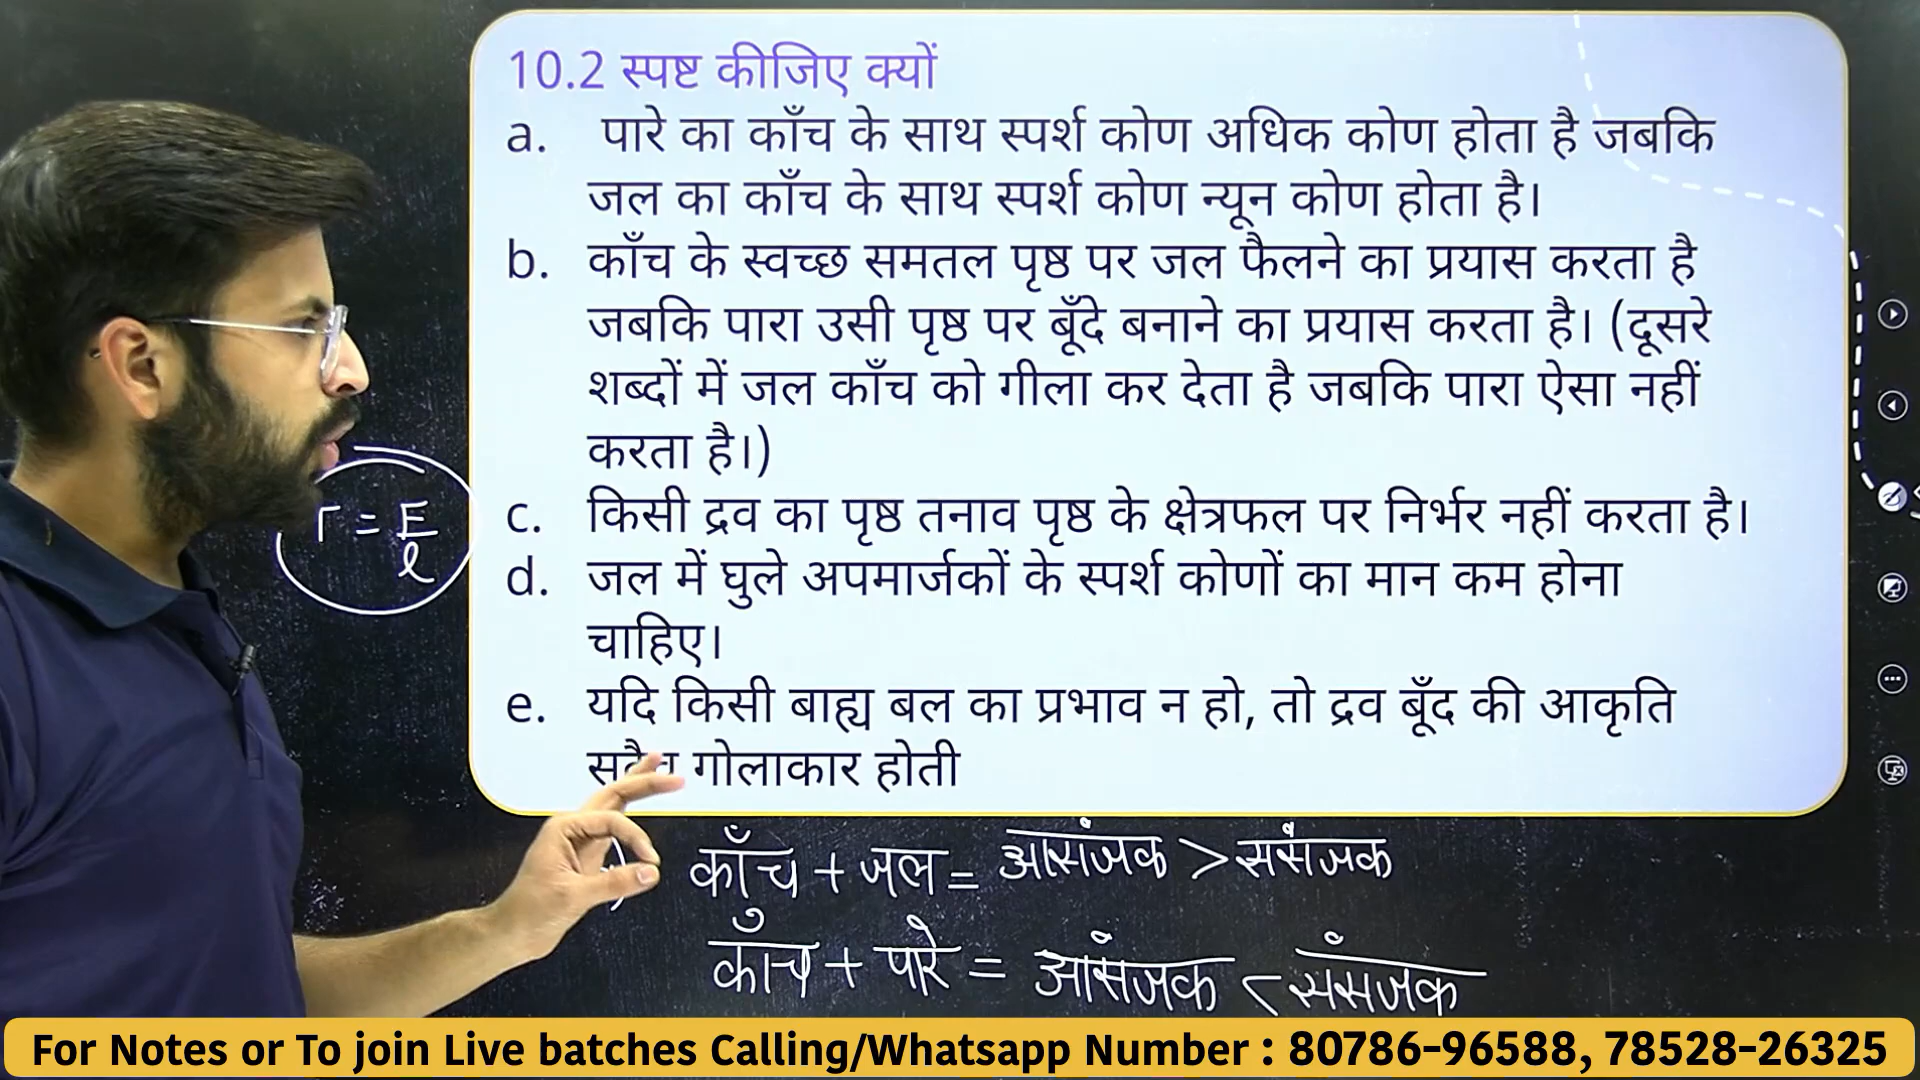 10.2 स्पष्ट कीजिए क्यों
a. पारे का काँच के साथ स्पर्श कोण अधिक कोण होता है जबकि
जल का काँच के साथ स्पर्श कोण न्यून कोण होता है।
b. काँच के स्वच्छ समतल पृष्ठ पर जल फैलने का प्रयास करता है
जबकि पारा उसी पृष्ठ पर बूँदे बनाने का प्रयास करता है। (दूसरे
शब्दों में जल काँच को गीला कर देता है जबकि पारा ऐसा नहीं
करता है।)
c. किसी द्रव का पृष्ठ तनाव पृष्ठ के क्षेत्रफल पर निर्भर नहीं करता है।
d. जल में घुले अपमार्जकों के स्पर्श कोणों का मान कम होना
चाहिए।
e. यदि किसी बाह्य बल का प्रभाव न हो, तो द्रव बूँद की आकृति
सदैव गोलाकार होती
T = F
l
काँच + जल = आसंजक > ससंजक
काँच + पारे = आसंजक < ससंजक
For Notes or To join Live batches Calling/Whatsapp Number : 80786-96588, 78528-26325